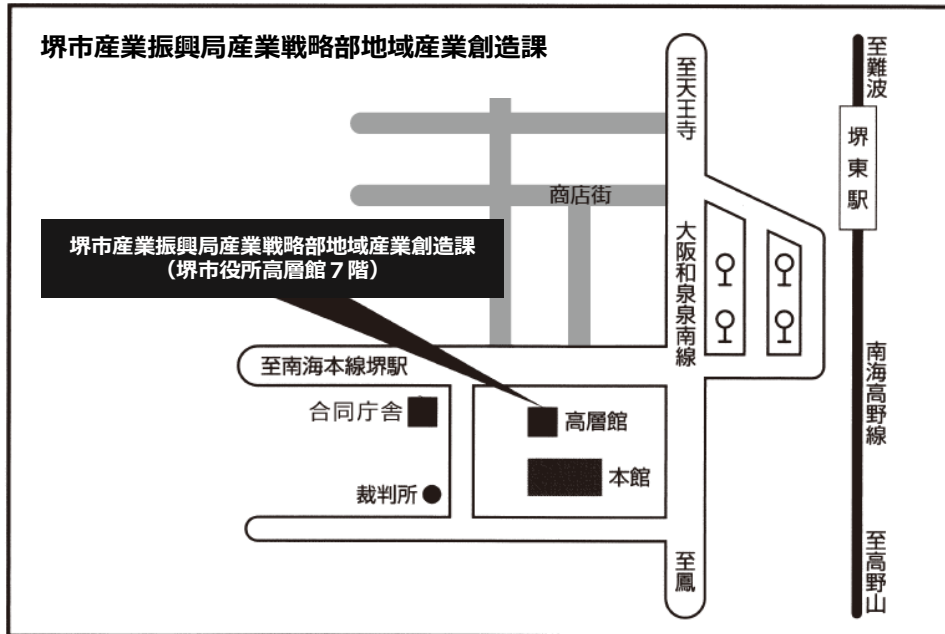 堺市産業振興局産業戦略部地域産業創造課
至天王寺
至難波
堺東駅
商店街
堺市産業振興局産業戦略部地域産業創造課
（堺市役所高層館７階）
大阪和泉泉南線
至南海本線堺駅
南海高野線
合同庁舎
高層館
本館
裁判所
至鳳
至高野山